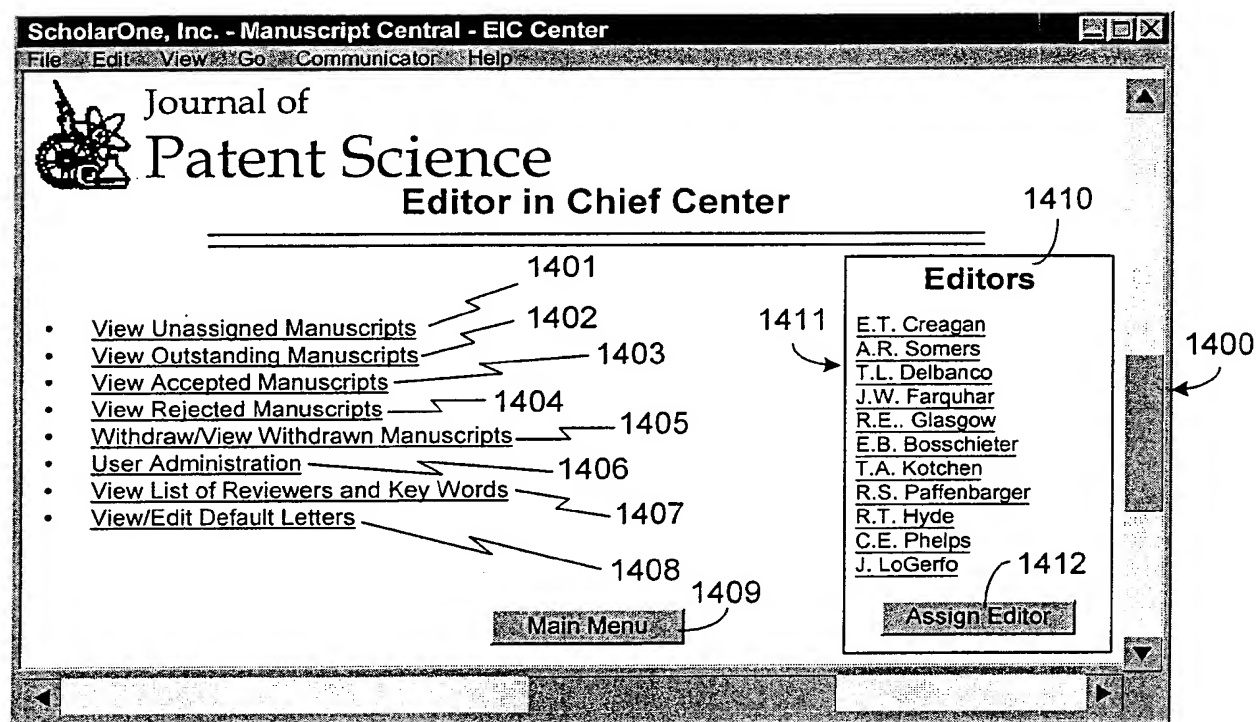 ScholarOne, Inc. - Manuscript Central - EIC Center
File Edit View Go Communicator Help
Journal of
Patent Science
Editor in Chief Center
1410
1401
Editors
View Unassigned Manuscripts
1402
1411
E.T. Creagan
View Outstanding Manuscripts
1403
A.R. Somers
1400
View Accepted Manuscripts
T.L. Delbanco
View Rejected Manuscripts
1404
J.W. Farquhar
Withdraw/View Withdrawn Manuscripts
1405
R.E.. Glasgow
User Administration
1406
E.B. Bosschieter
View List of Reviewers and Key Words
1407
T.A. Kotchen
View/Edit Default Letters
R.S. Paffenbarger
R.T. Hyde
C.E. Phelps
1408
J. LoGerfo
1412
1409
Main Menu
Assign Editor